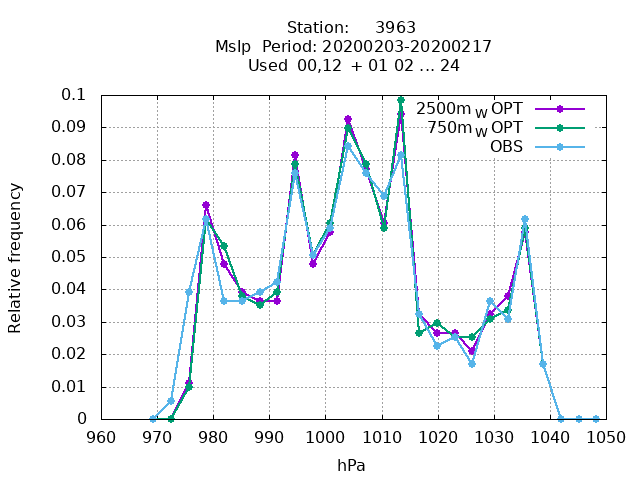 Station: 3963
Mslp Period: 20200203-20200217
Used 00,12 + 01 02 ... 24
0.1
0.09
0.08
0.07
0.06
0.05
0.04
0.03
0.02
0.01
0
2500m W OPT
750m W OPT
OBS
Relative frequency
960 970 980 990 1000 1010 1020 1030 1040 1050
hPa